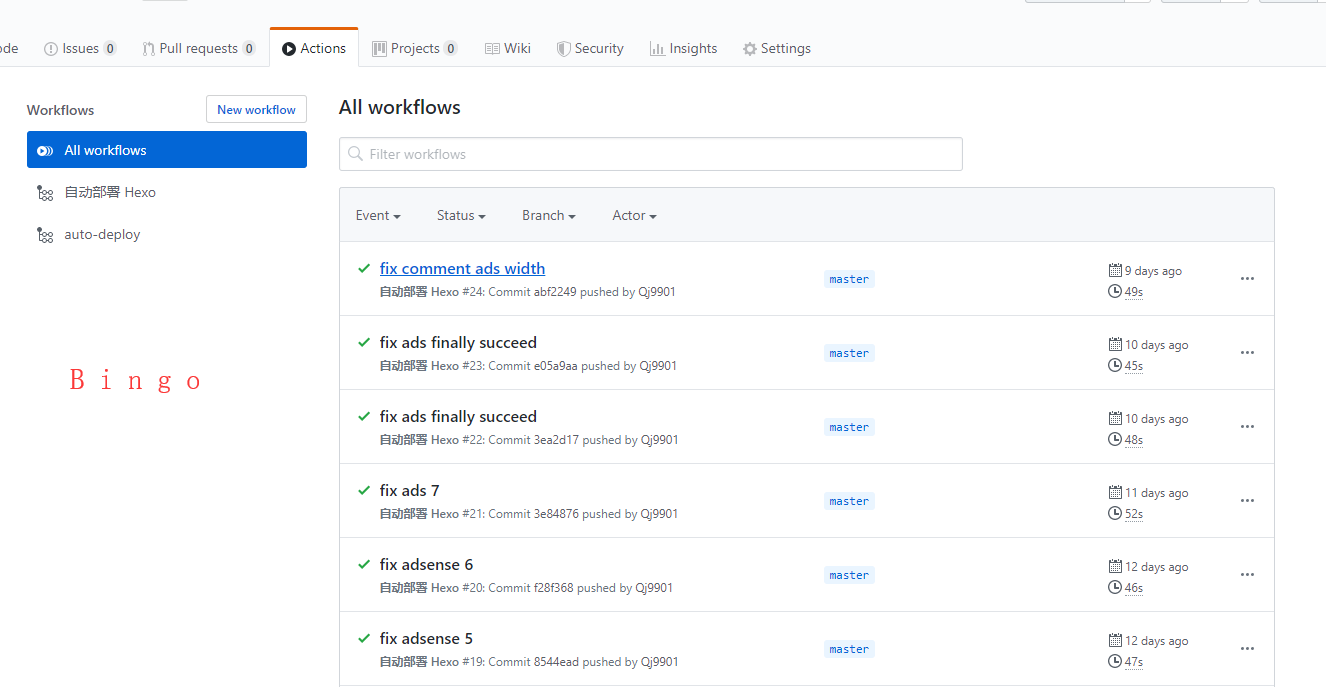 ode Issues 0 Pull requests 0 Actions Projects 0 Wiki Security Insights Settings
Workflows
New workflow
All workflows
自动部署 Hexo
auto-deploy
Bingo
All workflows
Filter workflows
Event Status Branch Actor
fix comment ads width
自动部署 Hexo #24: Commit abf2249 pushed by Qj9901
master
9 days ago
49s
fix ads finally succeed
自动部署 Hexo #23: Commit e05a9aa pushed by Qj9901
master
10 days ago
45s
fix ads finally succeed
自动部署 Hexo #22: Commit 3ea2d17 pushed by Qj9901
master
10 days ago
48s
fix ads 7
自动部署 Hexo #21: Commit 3e84876 pushed by Qj9901
master
11 days ago
52s
fix adsense 6
自动部署 Hexo #20: Commit f28f368 pushed by Qj9901
master
12 days ago
46s
fix adsense 5
自动部署 Hexo #19: Commit 8544ead pushed by Qj9901
master
12 days ago
47s